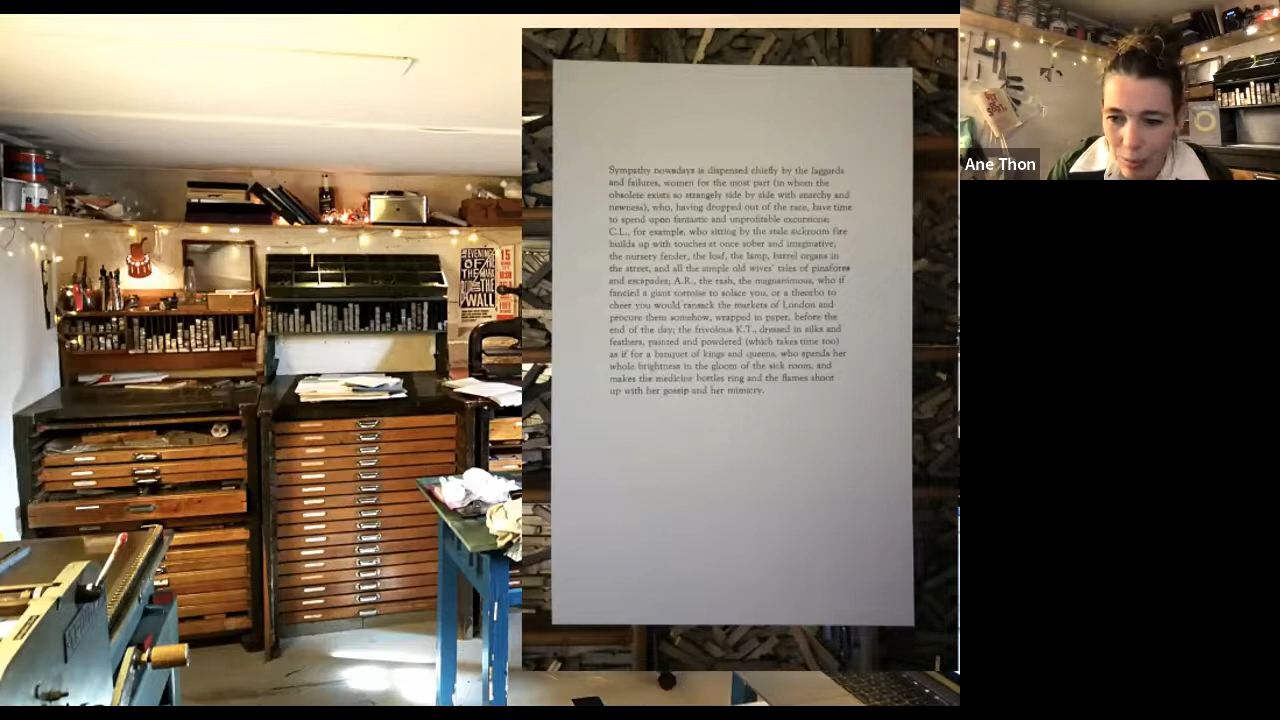 Sympathy nowadays is dispensed chiefly by the laggards
and failures, women for the most part (in whom the
obsolete exists so strangely side by side with anarchy and
newness), who, having dropped out of the race, have time
to spend upon fantastic and unprofitable excursions;
C.L., for example, who sitting by the stale sickroom fire
builds up with touches at once sober and imaginative,
the nursery fender, the loaf, the lamp, barrel organs in
the street, and all the simple old wives' tales of pinafores
and escapades; A.R., the rash, the magnanimous, who if
fancied a giant tortoise to solace you, or a theorbo to
cheer you would ransack the markets of London and
procure them somehow, wrapped in paper, before the
end of the day; the frivolous K.T., dressed in silks and
feathers, painted and powdered (which takes time too)
as if for a banquet of kings and queens, who spends her
whole brightness in the gloom of the sick room, and
makes the medicine bottles ring and the flames shoot
up with her gossip and her mimicry.
EVENING
OF
THE
MARK
THE
WALL
15
Ane Thon